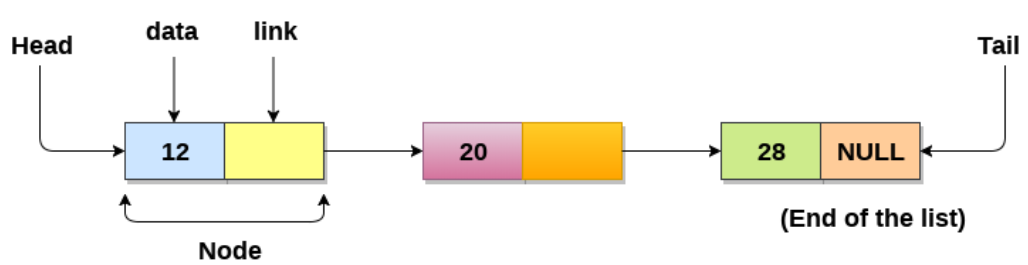 Head
data
link
Tail
12
20
28
NULL
(End of the list)
Node